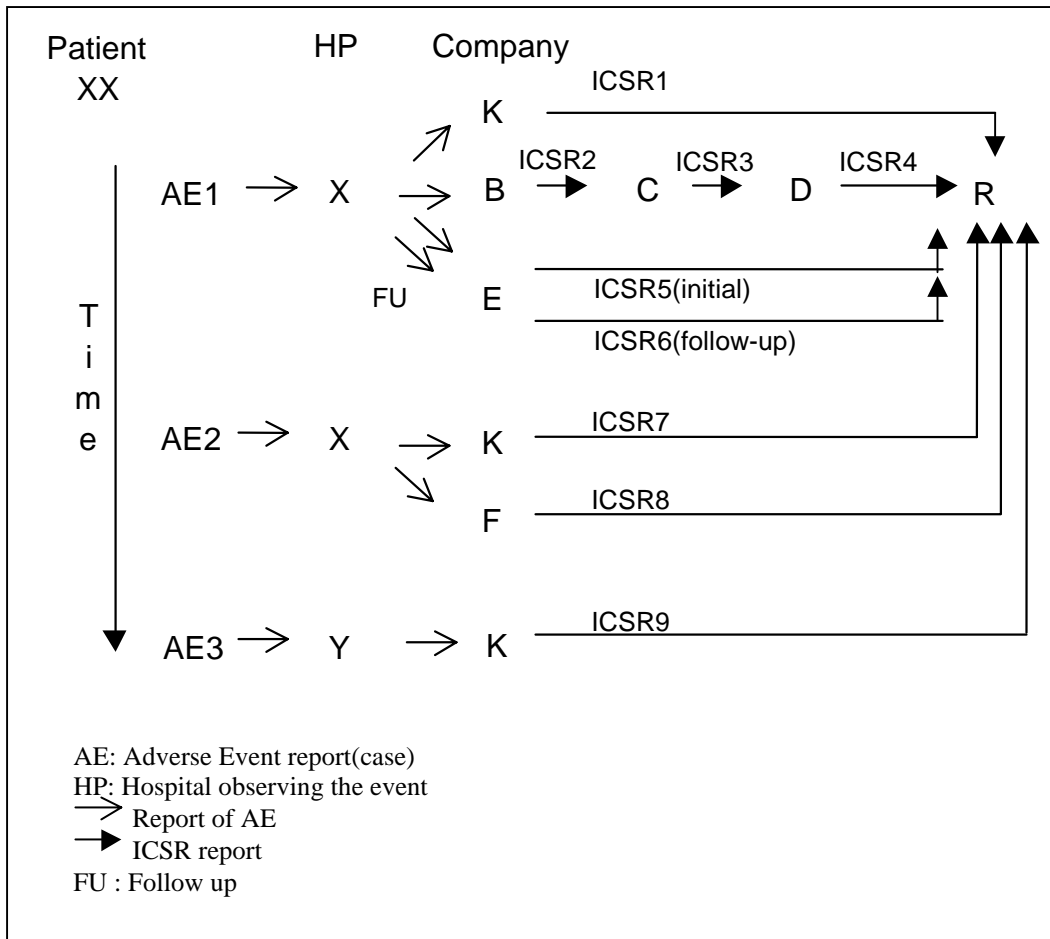 Patient HP Company
XX
ICSR1
K
ICSR2 ICSR3 ICSR4
AE1 X B C D R
FU E
ICSR5(initial)
ICSR6(follow-up)
T
i
m
e
ICSR7
AE2 X K
ICSR8
F
ICSR9
AE3 Y K
AE: Adverse Event report(case)
HP: Hospital observing the event
Report of AE
ICSR report
FU : Follow up